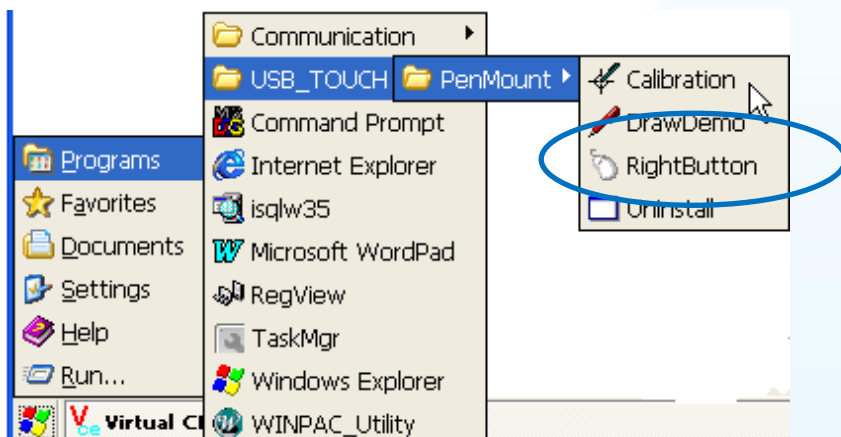 Communication
USB_TOUCH
Command Prompt
Internet Explorer
isqlw35
Microsoft WordPad
RegView
TaskMgr
Windows Explorer
WINPAC_Utility
PenMount
Calibration
DrawDemo
RightButton
Uninstall
Programs
Favorites
Documents
Settings
Help
Run...
Virtual C